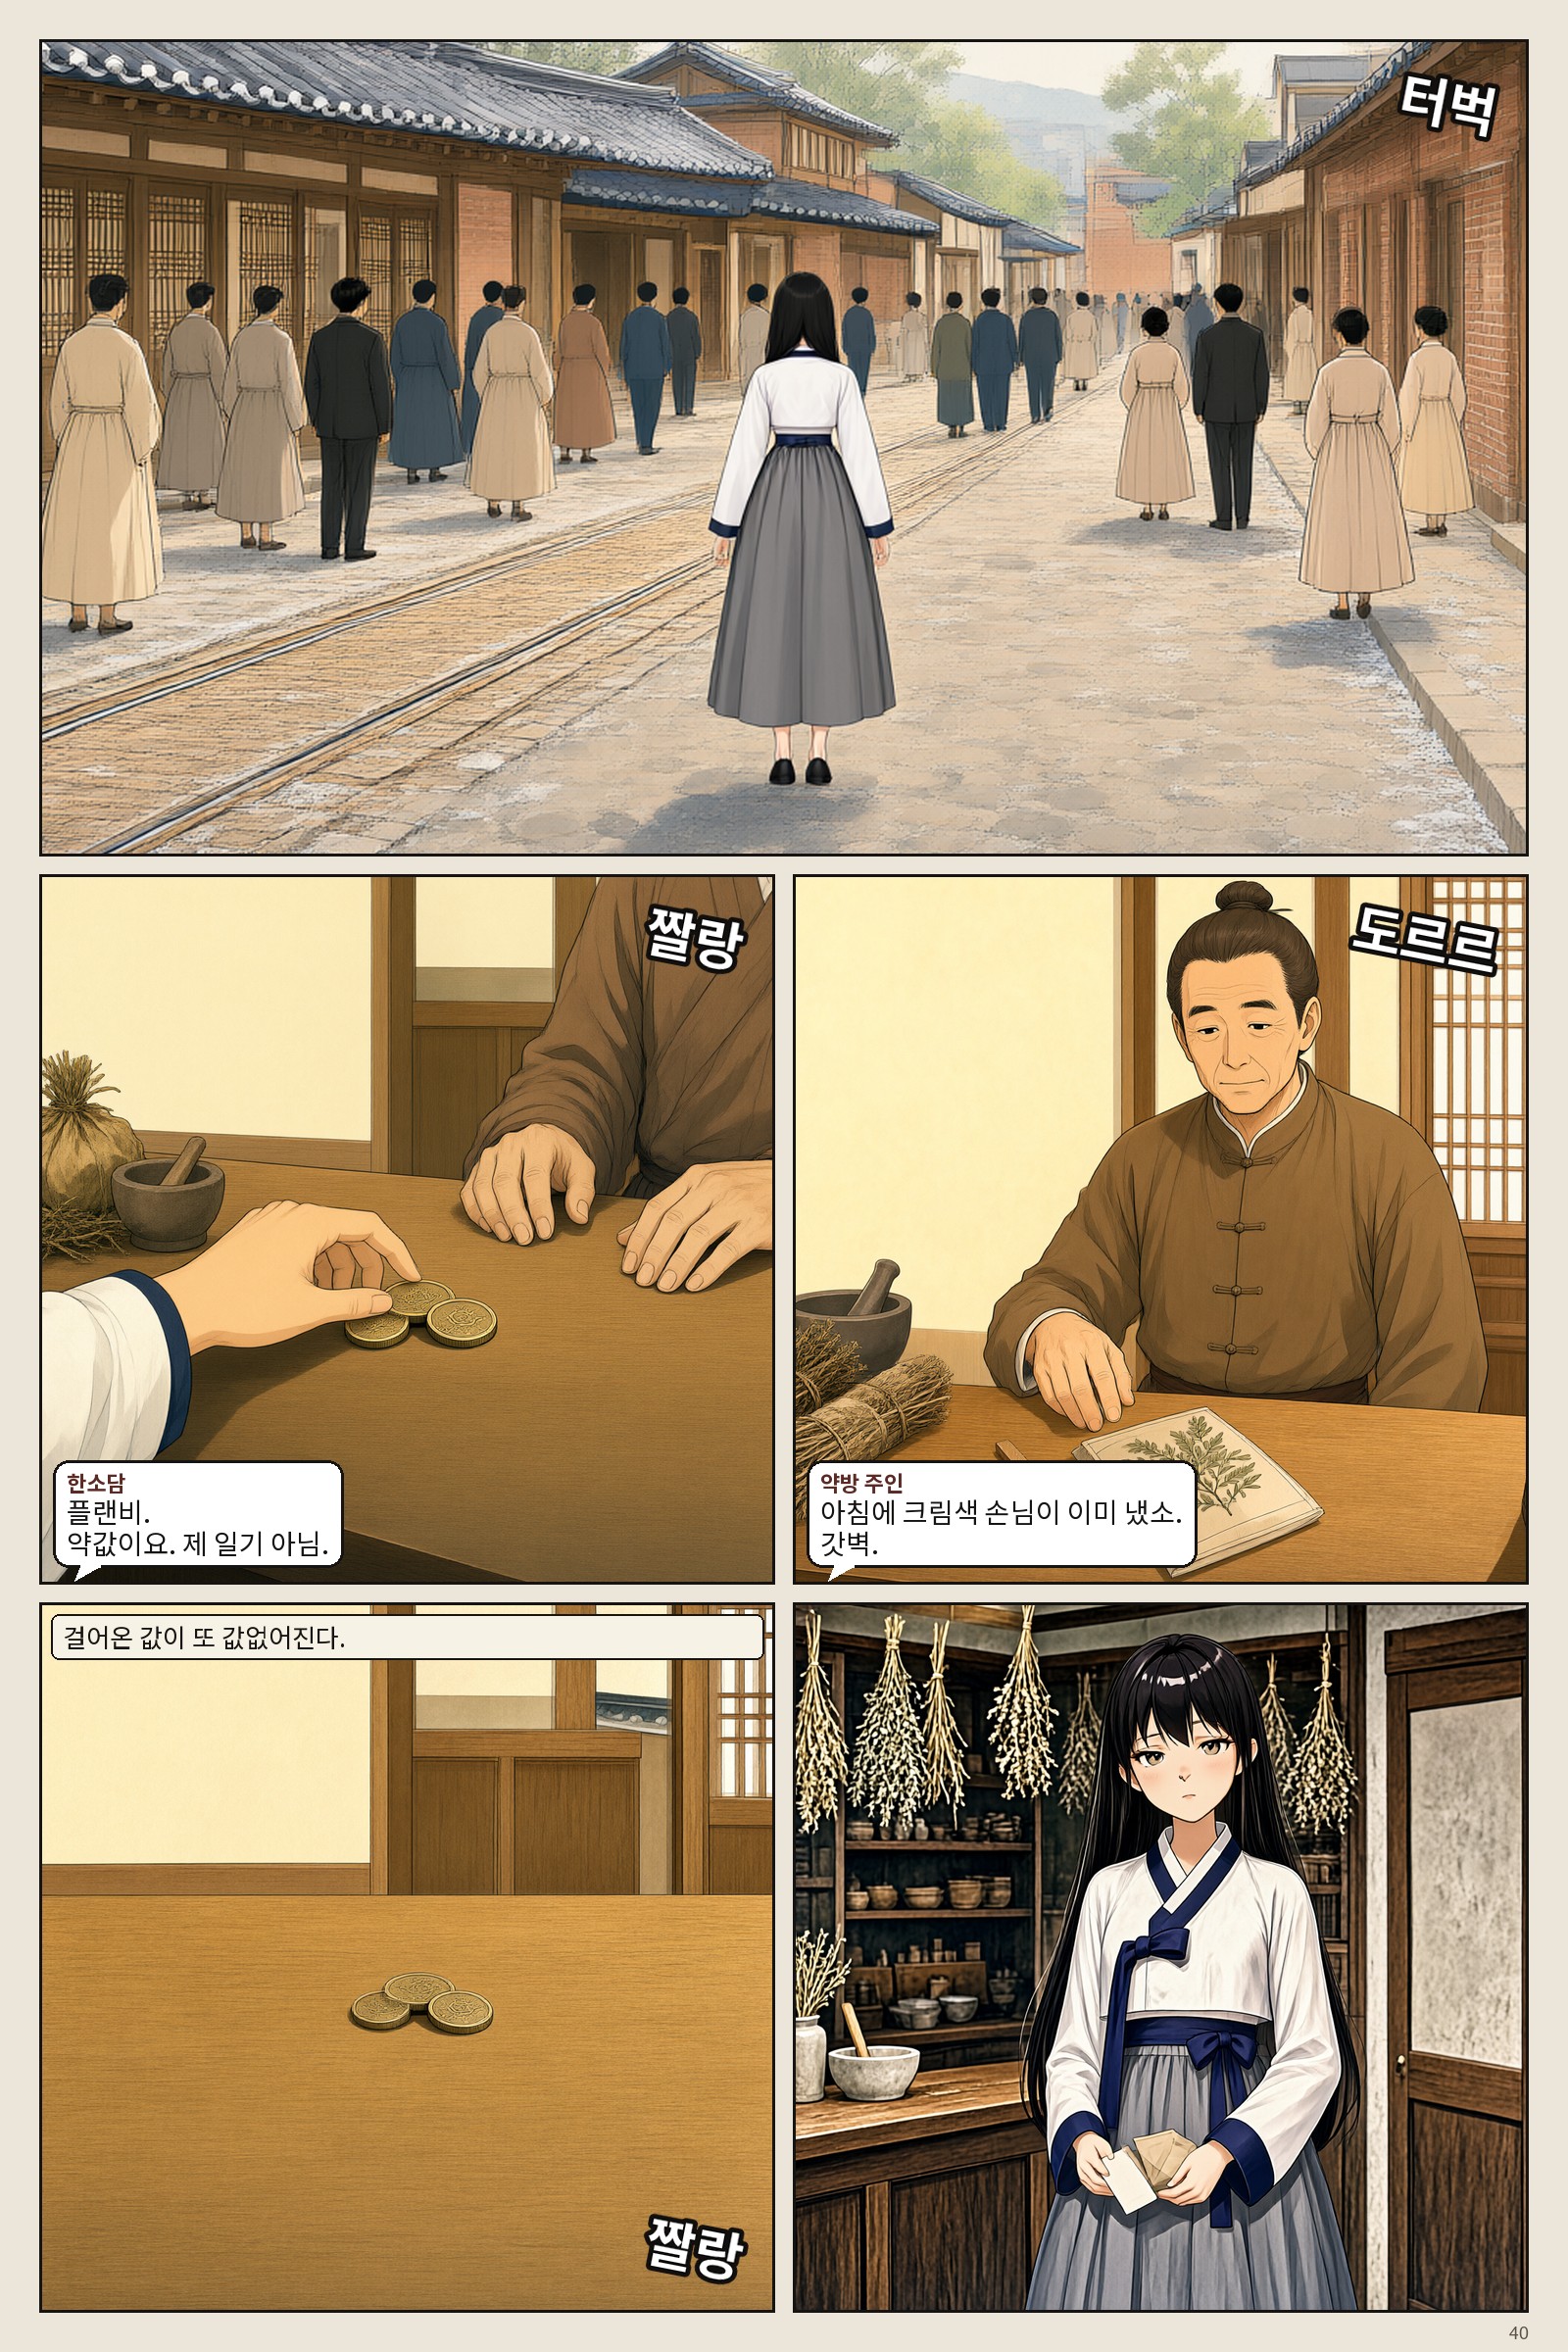 터벅
짤랑
한소담
플랜비.
약값이요. 제 일기 아님.
도르르
약방 주인
아침에 크림색 손님이 이미 냈소.
갓벽.
걸어온 값이 또 값없어진다.
짤랑
40